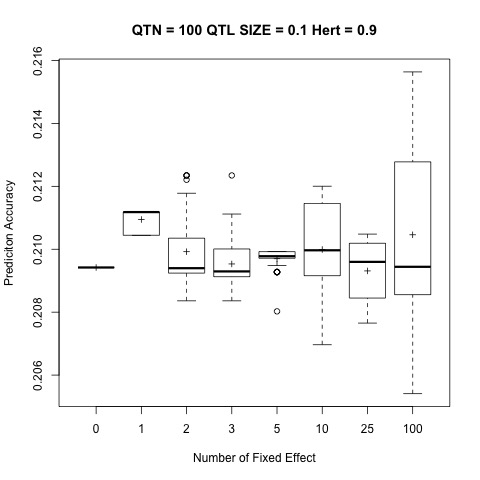 QTN = 100 QTL SIZE = 0.1 Hert = 0.9
Prediciton Accuracy
0.216
0.214
0.212
0.210
0.208
0.206
0 1 2 3 5 10 25 100
Number of Fixed Effect